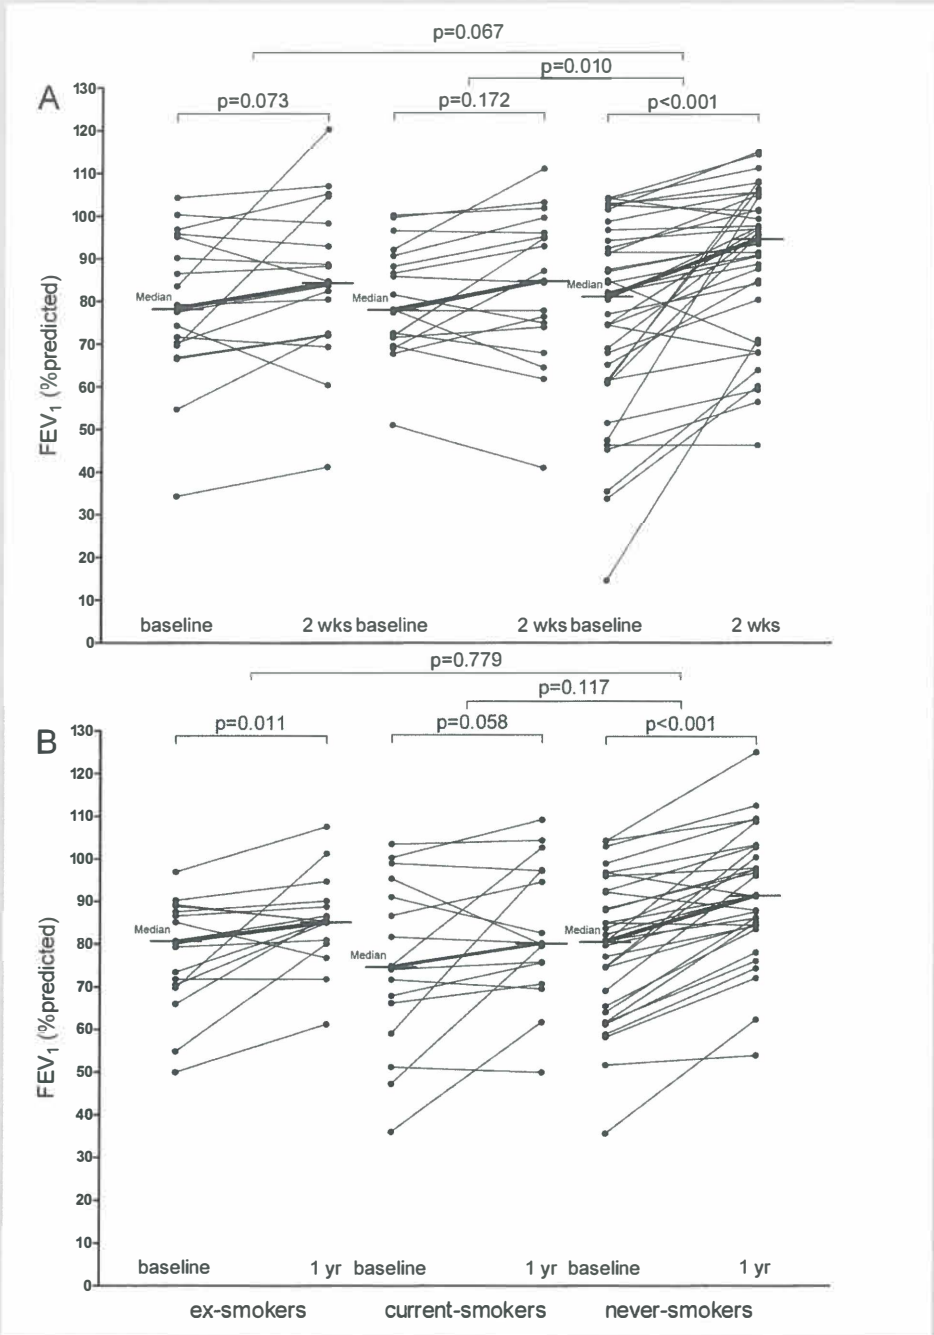 p=0.067
p=0.010
A
p=0.073
p=0.172
p<0.001
130
120
110
100
90
80
70
60
50
40
30
20
10
0
FEV1 (%predicted)
Median
Median
Median
baseline 2 wks baseline 2 wks baseline 2 wks
p=0.779
p=0.117
B
p=0.011
p=0.058
p<0.001
130
120
110
100
90
80
70
60
50
40
30
20
10
0
FEV1 (%predicted)
Median
Median
Median
baseline 1 yr baseline 1 yr baseline 1 yr
ex-smokers current-smokers never-smokers